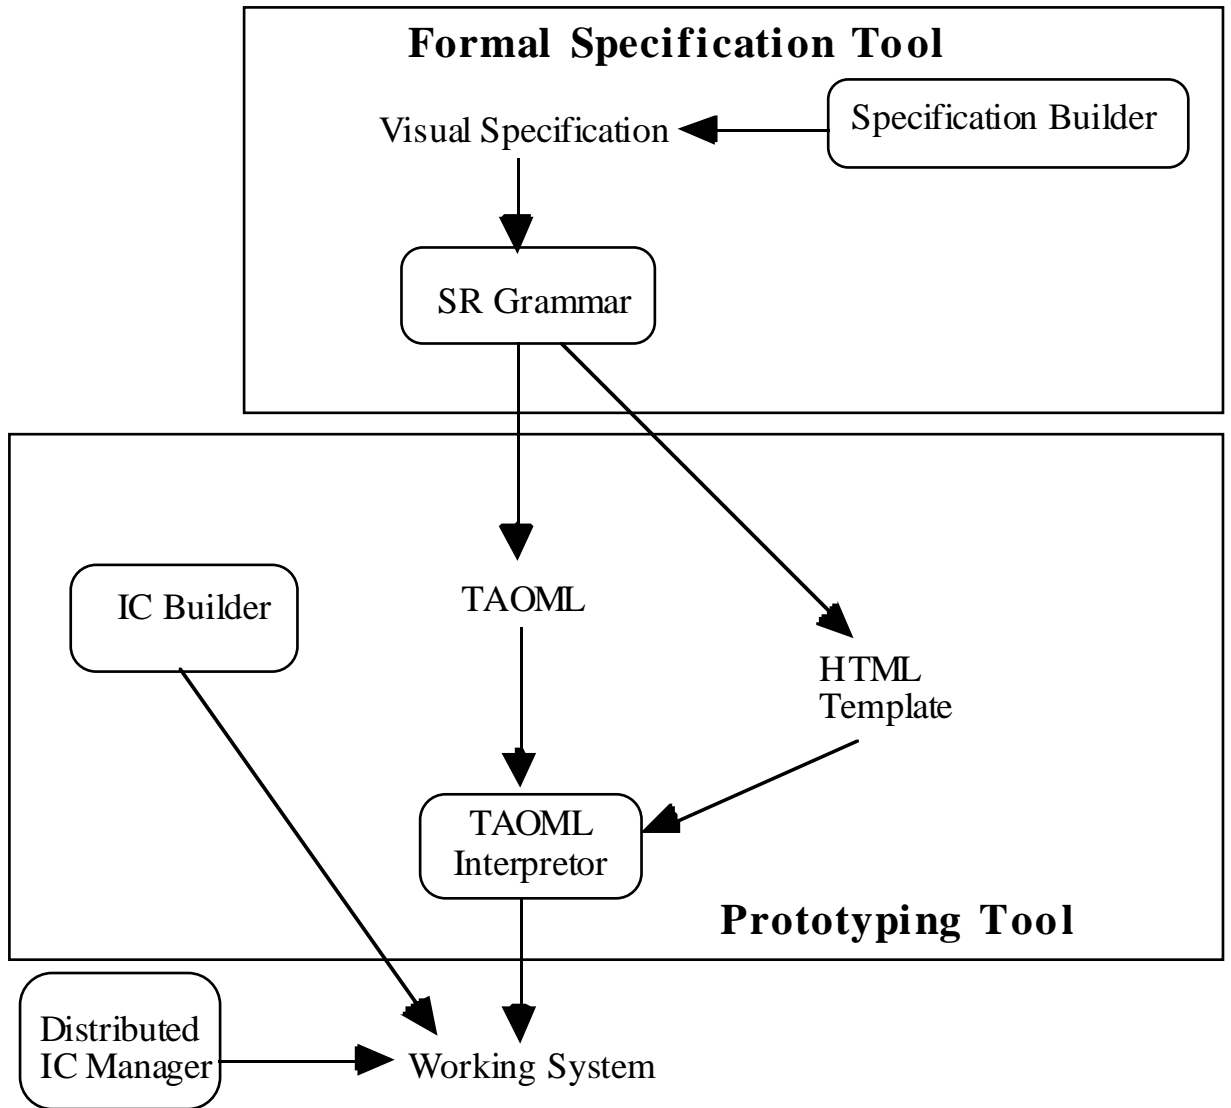 Formal Specification Tool
Visual Specification
Specification Builder
SR Grammar
IC Builder
TAOML
HTML
Template
TAOML
Interpretor
Prototyping Tool
Distributed
IC Manager
Working System